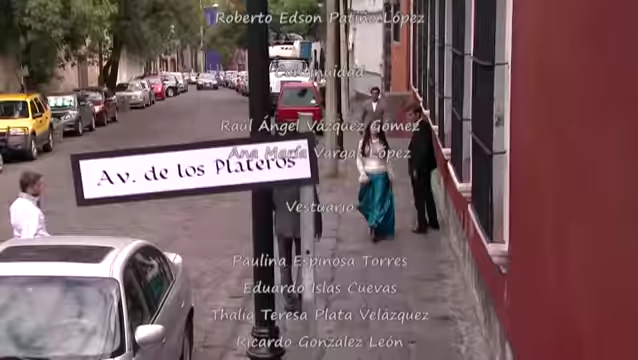 Roberto Edson Patiño López
Continuidad
Raúl Ángel Vázquez Gómez
Ana María Vargas López
Av. de los Plateros
Vestuario
Paulina Espinosa Torres
Eduardo Islas Cuevas
Thalia Teresa Plata Velázquez
Ricardo González León